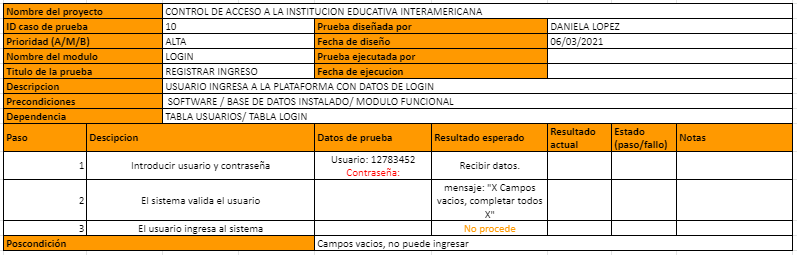 Nombre del proyecto CONTROL DE ACCESO A LA INSTITUCION EDUCATIVA INTERAMERICANA
ID caso de prueba 10 Prueba diseñada por DANIELA LOPEZ
Prioridad (A/M/B) ALTA Fecha de diseño 06/03/2021
Nombre del modulo LOGIN Prueba ejecutada por
Titulo de la prueba REGISTRAR INGRESO Fecha de ejecucion
Descripcion USUARIO INGRESA A LA PLATAFORMA CON DATOS DE LOGIN
Precondiciones SOFTWARE / BASE DE DATOS INSTALADO/ MODULO FUNCIONAL
Dependencia TABLA USUARIOS/ TABLA LOGIN
Paso Descipcion Datos de prueba Resultado esperado Resultado actual Estado (paso/fallo) Notas
1 Introducir usuario y contraseña Usuario: 12783452 Contraseña: Recibir datos.
2 El sistema valida el usuario mensaje: "X Campos vacios, completar todos X"
3 El usuario ingresa al sistema No procede
Poscondición Campos vacios, no puede ingresar